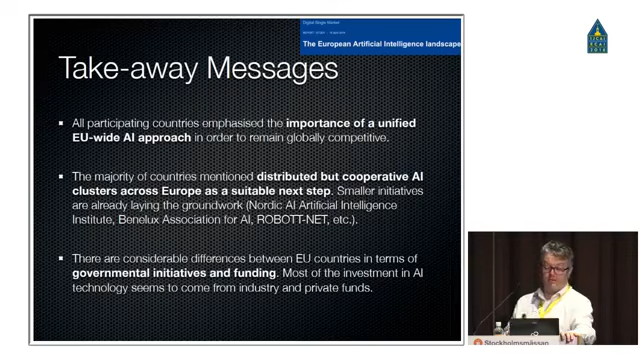 Digital Single Market
The European Artificial Intelligence landscape
Take-away Messages
All participating countries emphasised the importance of a unified
EU-wide AI approach in order to remain globally competitive.
The majority of countries mentioned distributed but cooperative AI
clusters across Europe as a suitable next step. Smaller initiatives
are already laying the groundwork (Nordic AI Artificial Intelligence
Institute, Benelux Association for AI, ROBOTT-NET, etc.).
There are considerable differences between EU countries in terms of
governmental initiatives and funding. Most of the investment in AI
technology seems to come from industry and private funds.
Stockholmsmässan